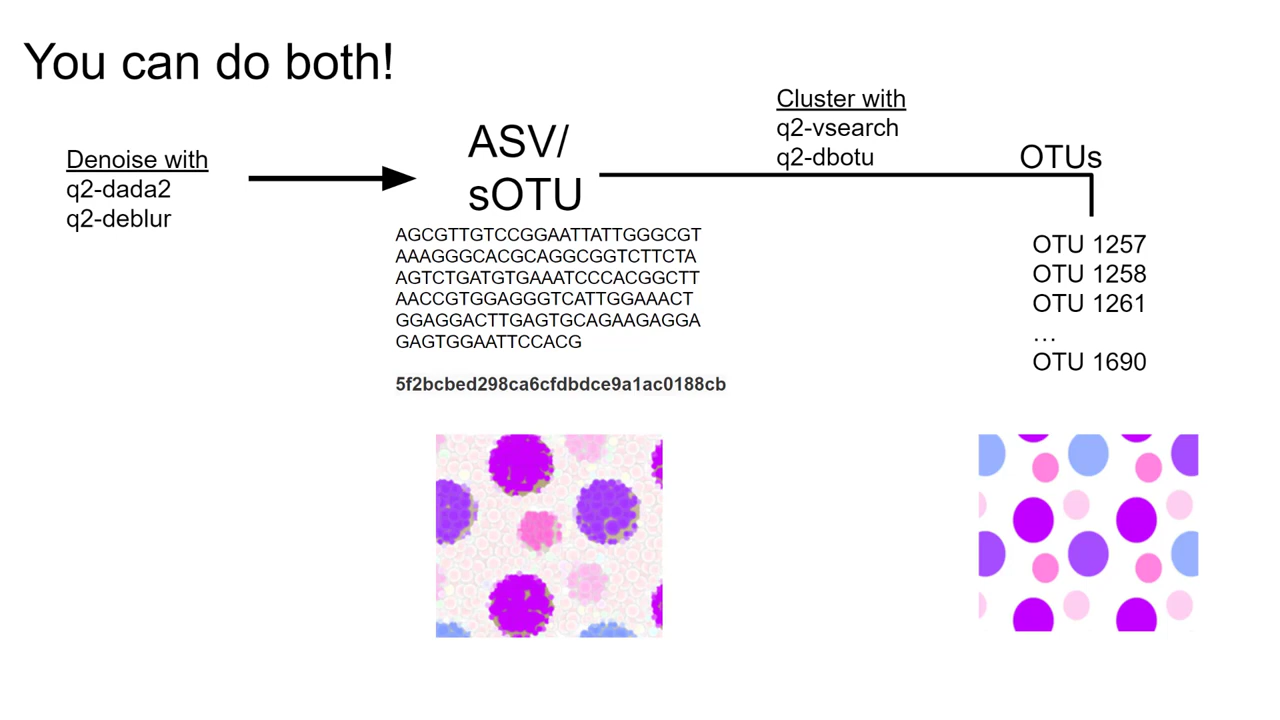 You can do both!
Denoise with
q2-dada2
q2-deblur
ASV/
sOTU
AGCGTTGTCCGGAATTATTGGGCGT
AAAGGGCACGCAGGCGGTCTTCTA
AGTCTGATGTGAAATCCCACGGCTT
AACCGTGGAGGGTCATTGGAAACT
GGAGGACTTGAGTGCAGAAGAGGA
GAGTGGAATTCCACG
5f2bcbed298ca6cfdbdce9a1ac0188cb
Cluster with
q2-vsearch
q2-dbotu
OTUs
OTU 1257
OTU 1258
OTU 1261
…
OTU 1690